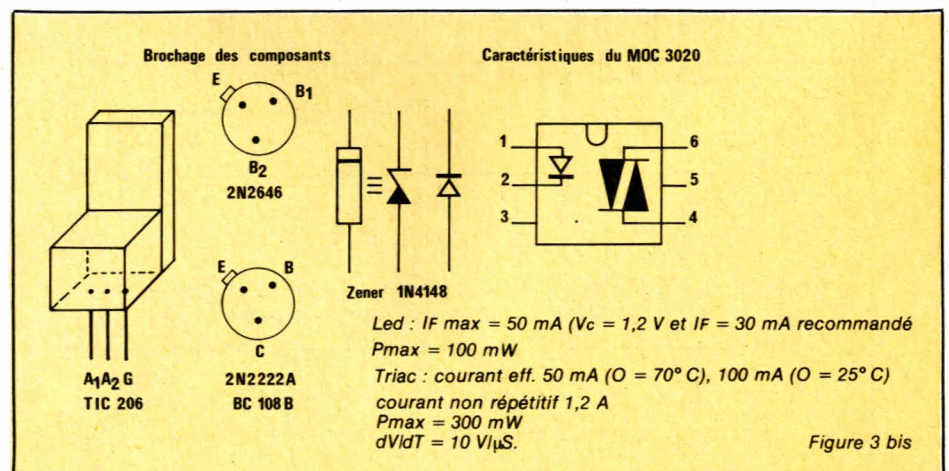 Brochage des composants
Caractéristiques du MOC 3020
E
B1
B2
2N2646
1
2
3
6
5
4
E
B
C
2N2222A
BC 108 B
A1 A2 G
TIC 206
Zener 1N4148
Led : IF max = 50 mA (Vc = 1,2 V et IF = 30 mA recommandé
Pmax = 100 mW
Triac : courant eff. 50 mA (O = 70° C), 100 mA (O = 25° C)
courant non répétitif 1,2 A
Pmax = 300 mW
dV/dT = 10 V/µS.
Figure 3 bis